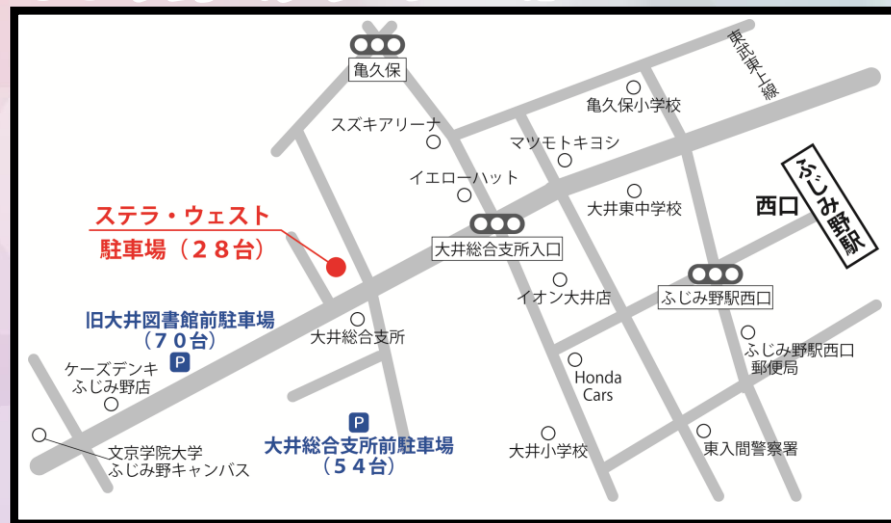 亀久保
東武東上線
亀久保小学校
スズキアリーナ
マツモトキヨシ
イエローハット
大井東中学校
西口
ふじみ野駅
ステラ・ウェスト
駐車場（２８台）
大井総合支所入口
イオン大井店
ふじみ野駅西口
旧大井図書館前駐車場
（７０台）
P
大井総合支所
ケーズデンキ
ふじみ野店
ふじみ野駅西口
郵便局
Honda
Cars
P
大井総合支所前駐車場
（５４台）
大井小学校
東入間警察署
文京学院大学
ふじみ野キャンパス